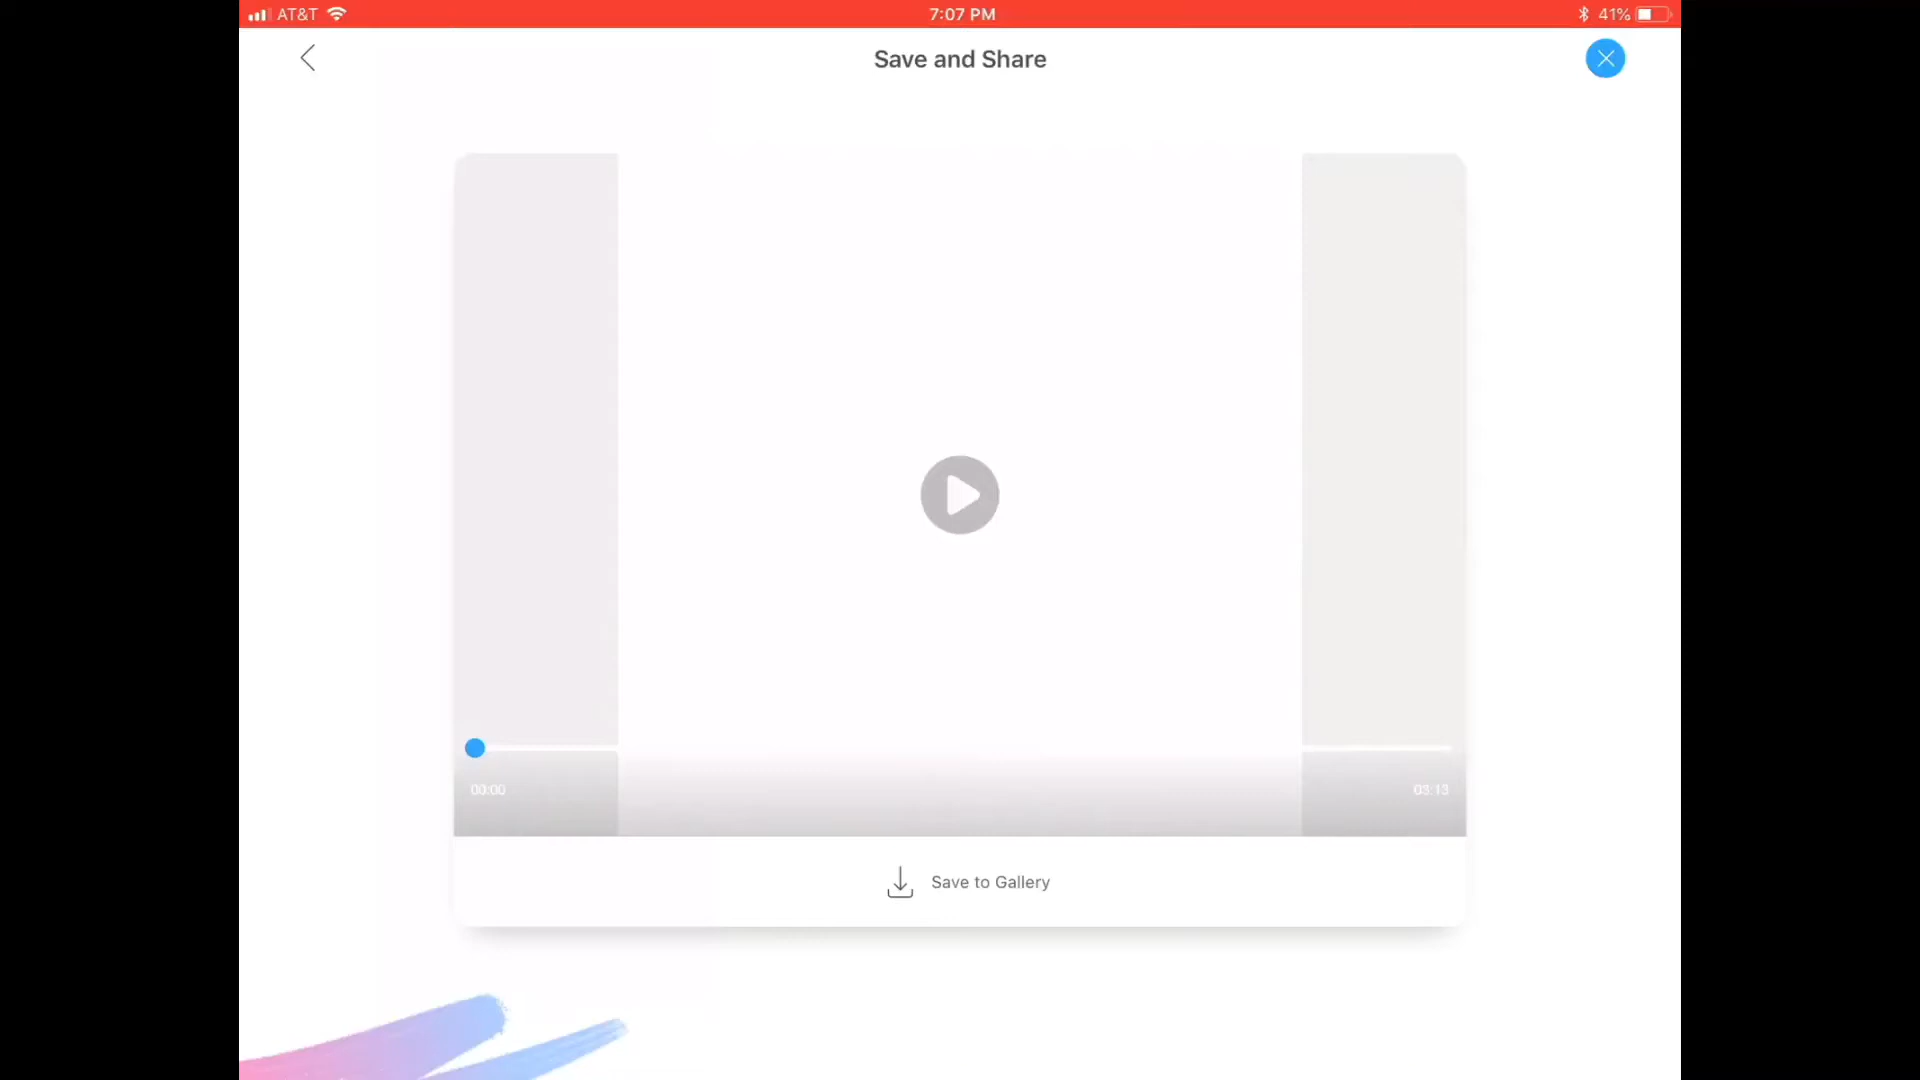 AT&T 7:07 PM 41%
Save and Share
00:00 03:13
Save to Gallery